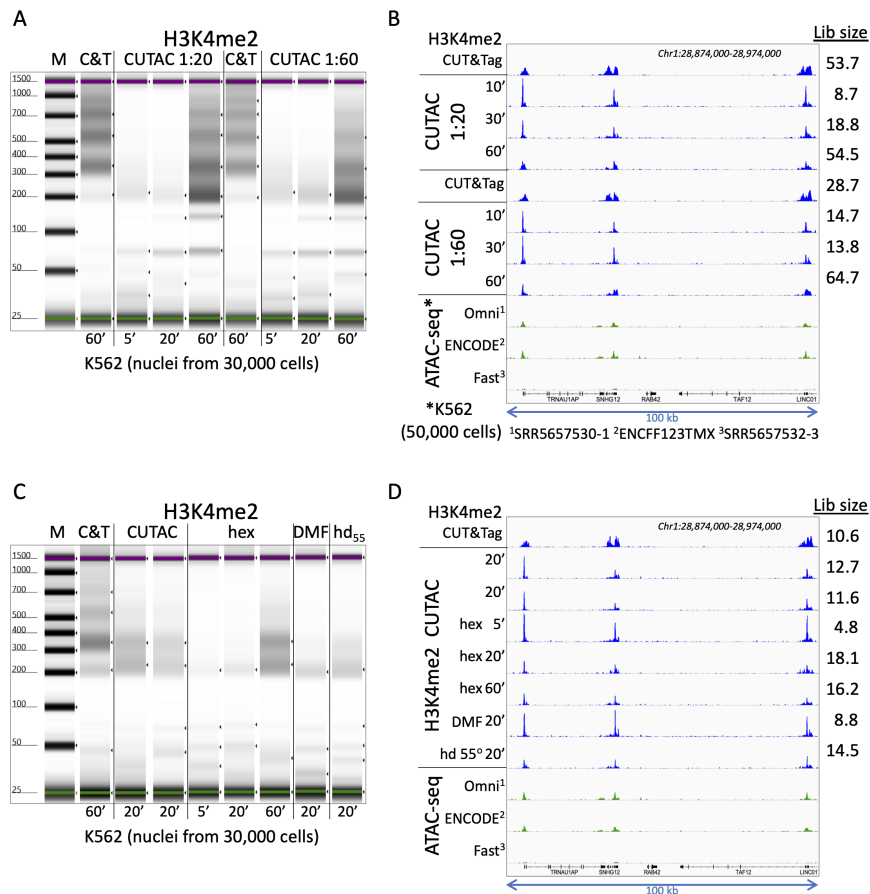 A
H3K4me2
M C&T CUTAC 1:20 C&T CUTAC 1:60
1500
1000
700
500
400
300
200
100
50
25
60’ 5’ 20’ 60’ 60’ 5’ 20’ 60’
K562 (nuclei from 30,000 cells)
B
Lib size
H3K4me2
Chr1:28,874,000-28,974,000
CUT&Tag 53.7
CUTAC 1:20
10’ 8.7
30’ 18.8
60’ 54.5
CUT&Tag 28.7
CUTAC 1:60
10’ 14.7
30’ 13.8
60’ 64.7
ATAC-seq*
Omni1
ENCODE2
Fast3
TRNAU1AP SNHG12 RAB42 TAF12 LINC01
*K562
100 kb
(50,000 cells) 1SRR5657530-1 2ENCFF123TMX 3SRR5657532-3
C
H3K4me2
M C&T CUTAC hex DMF hd55
1500
1000
700
500
400
300
200
100
50
25
60’ 20’ 20’ 5’ 20’ 60’ 20’ 20’
K562 (nuclei from 30,000 cells)
D
Lib size
H3K4me2
Chr1:28,874,000-28,974,000
CUT&Tag 10.6
H3K4me2 CUTAC
20’ 12.7
20’ 11.6
hex 5’ 4.8
hex 20’ 18.1
hex 60’ 16.2
DMF 20’ 8.8
hd 55° 20’ 14.5
ATAC-seq
Omni1
ENCODE2
Fast3
TRNAU1AP SNHG12 RAB42 TAF12 LINC01
100 kb